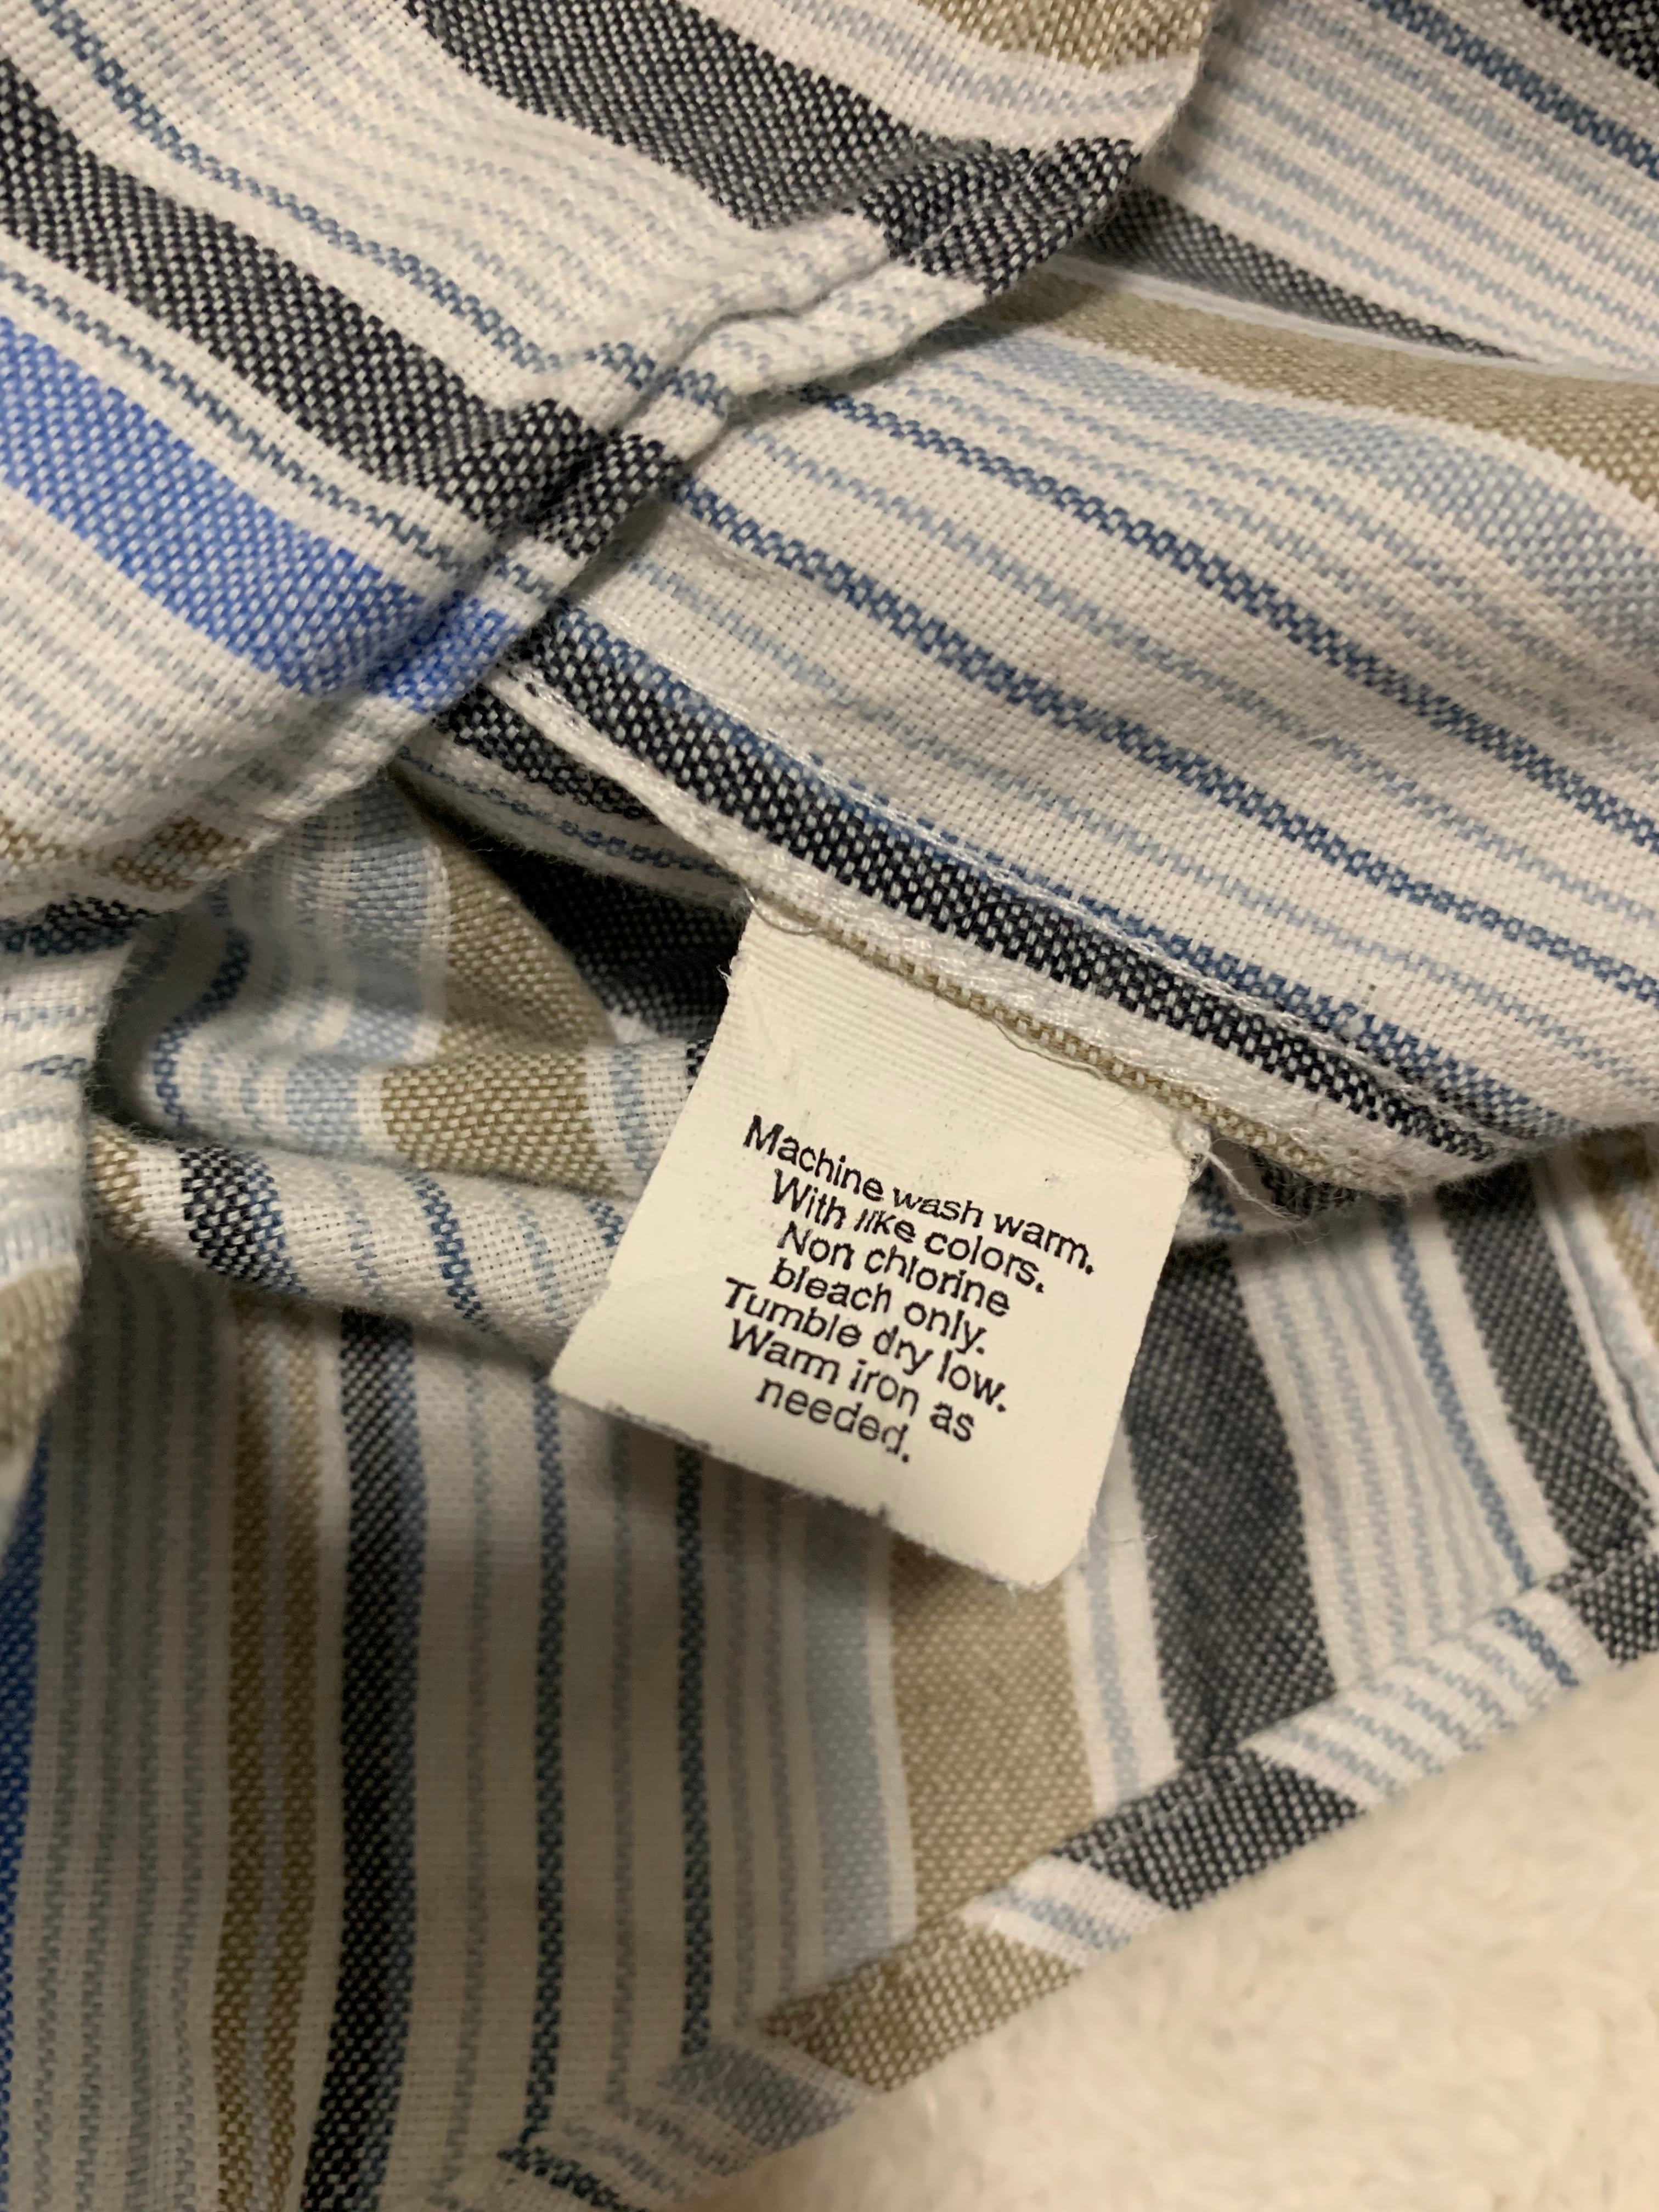 Machine wash warm.
With like colors.
Non chlorine
bleach only.
Tumble dry low.
Warm iron as
needed.